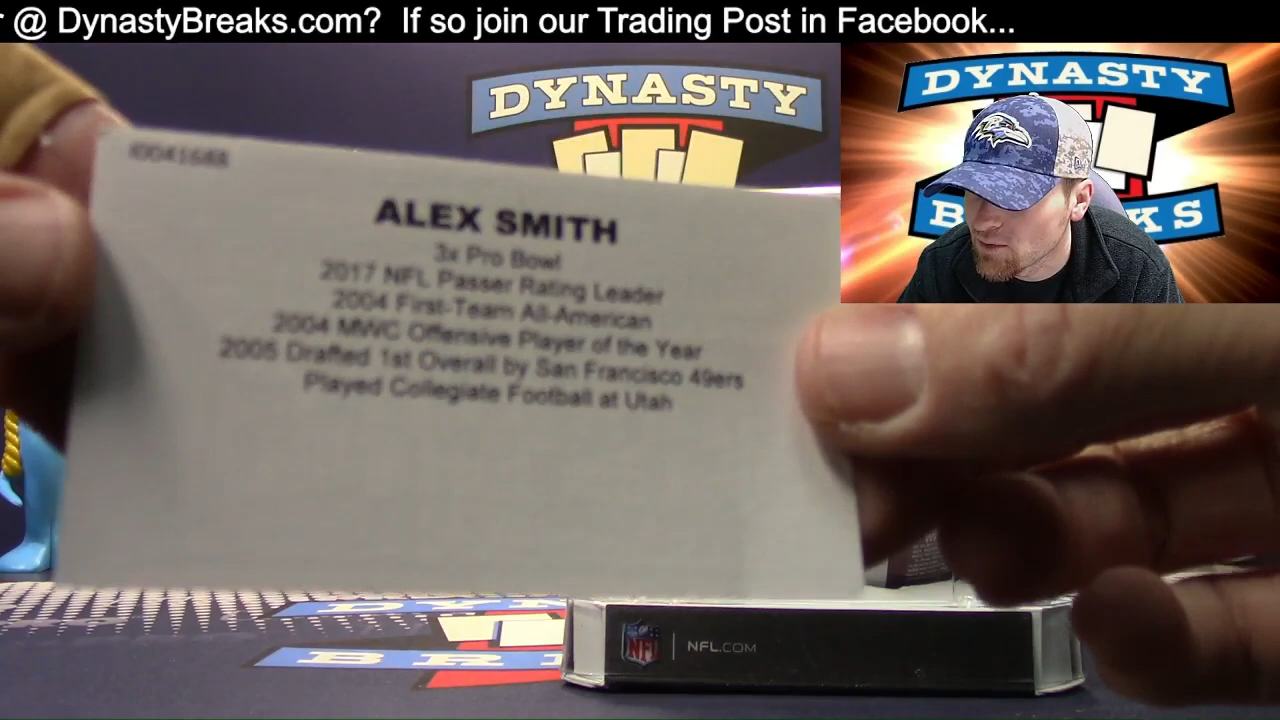 @ DynastyBreaks.com? If so join our Trading Post in Facebook...
DYNASTY
DYNASTY
ALEX SMITH
3x Pro Bowl
2017 NFL Passer Rating Leader
2004 First-Team All-American
2004 MWC Offensive Player of the Year
2005 Drafted 1st Overall by San Francisco 49ers
Played Collegiate Football at Utah
NFL
NFL.COM